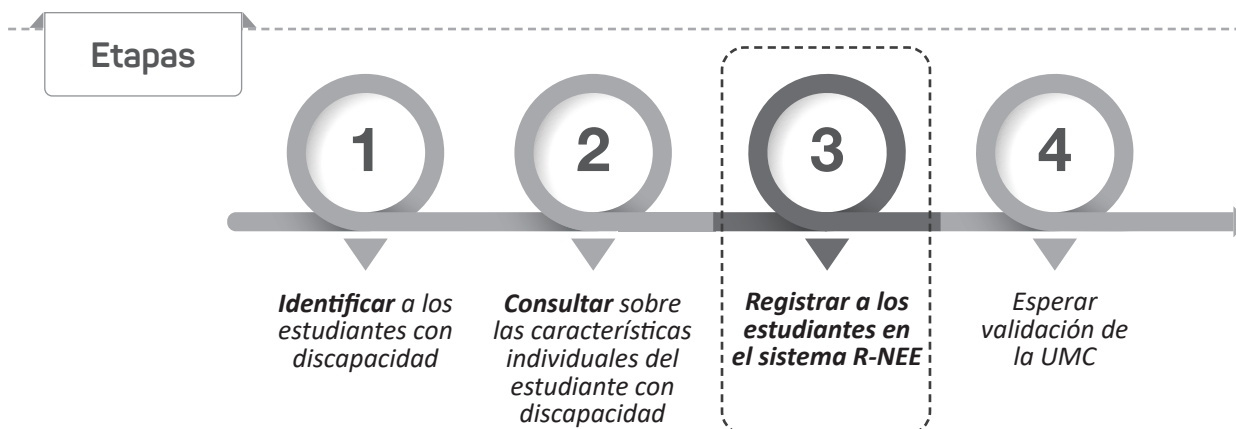 Etapas
1
2
3
4
Identificar a los
estudiantes con
discapacidad
Consultar sobre
las características
individuales del
estudiante con
discapacidad
Registrar a los
estudiantes en
el sistema R-NEE
Esperar
validación de
la UMC